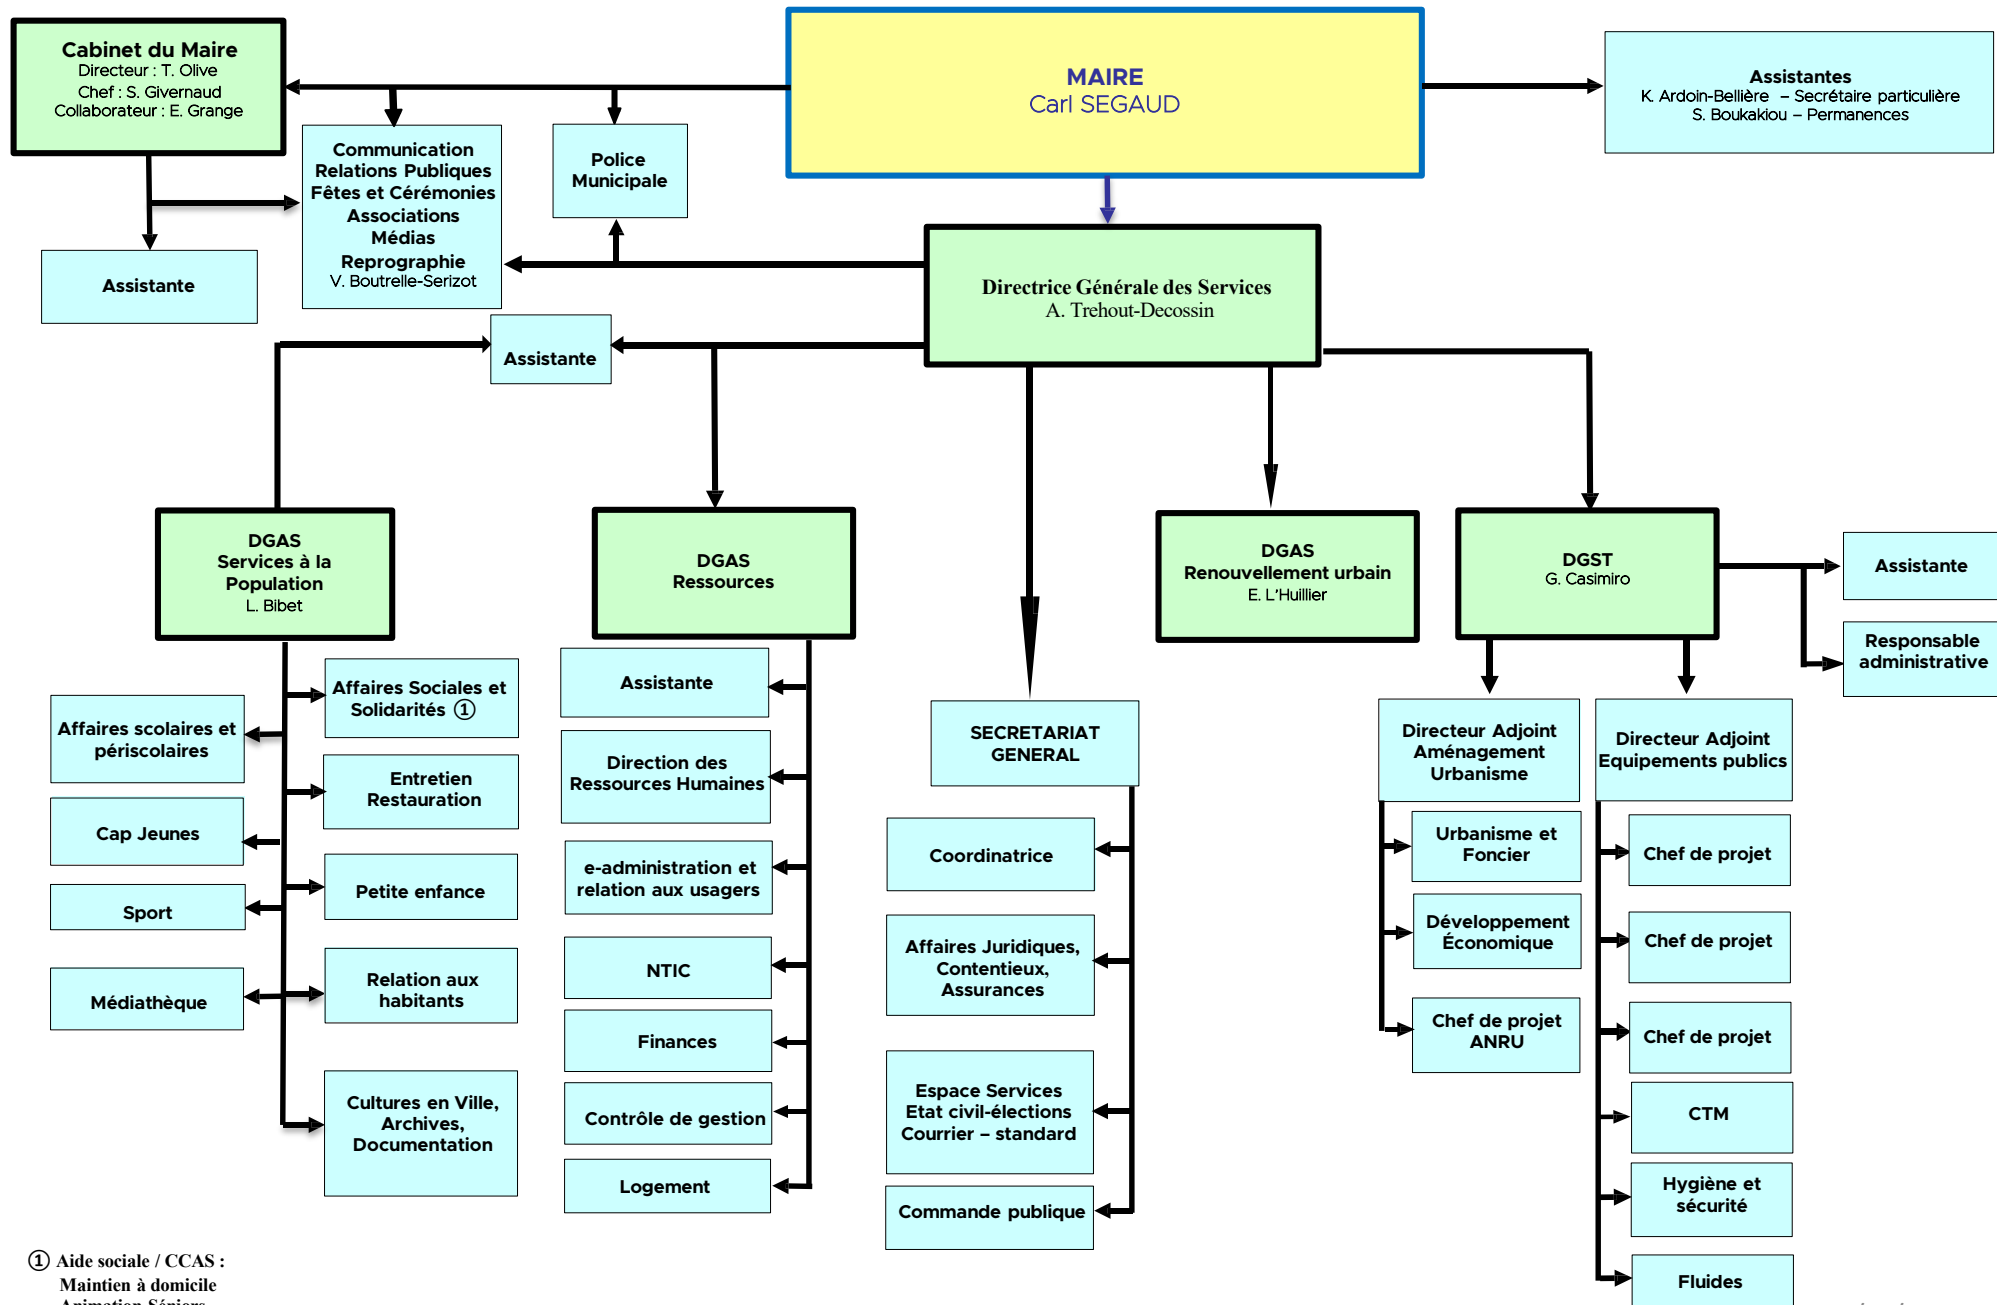 Cabinet du Maire
Directeur : T. Olive
Chef : S. Givernaud
Collaborateur : E. Grange
MAIRE
Carl SEGAUD
Assistantes
K. Ardoin-Bellière – Secrétaire particulière
S. Boukakiou – Permanences
Communication
Relations Publiques
Fêtes et Cérémonies
Associations
Médias
Reprographie
V. Boutrelle-Serizot
Police
Municipale
Assistante
Directrice Générale des Services
A. Trehout-Decossin
Assistante
DGAS
Services à la
Population
L. Bibet
DGAS
Ressources
DGAS
Renouvellement urbain
E. L'Huillier
DGST
G. Casimiro
Assistante
Responsable
administrative
Affaires Sociales et
Solidarités ①
Affaires scolaires et
périscolaires
Entretien
Restauration
Cap Jeunes
Petite enfance
Sport
Relation aux
habitants
Médiathèque
Cultures en Ville,
Archives,
Documentation
Assistante
Direction des
Ressources Humaines
e-administration et
relation aux usagers
NTIC
Finances
Contrôle de gestion
Logement
SECRETARIAT
GENERAL
Coordinatrice
Affaires Juridiques,
Contentieux,
Assurances
Espace Services
Etat civil-élections
Courrier – standard
Commande publique
Directeur Adjoint
Aménagement
Urbanisme
Urbanisme et
Foncier
Développement
Économique
Chef de projet
ANRU
Directeur Adjoint
Equipements publics
Chef de projet
Chef de projet
Chef de projet
CTM
Hygiène et
sécurité
Fluides
① Aide sociale / CCAS :
Maintien à domicile
Animation Séniors